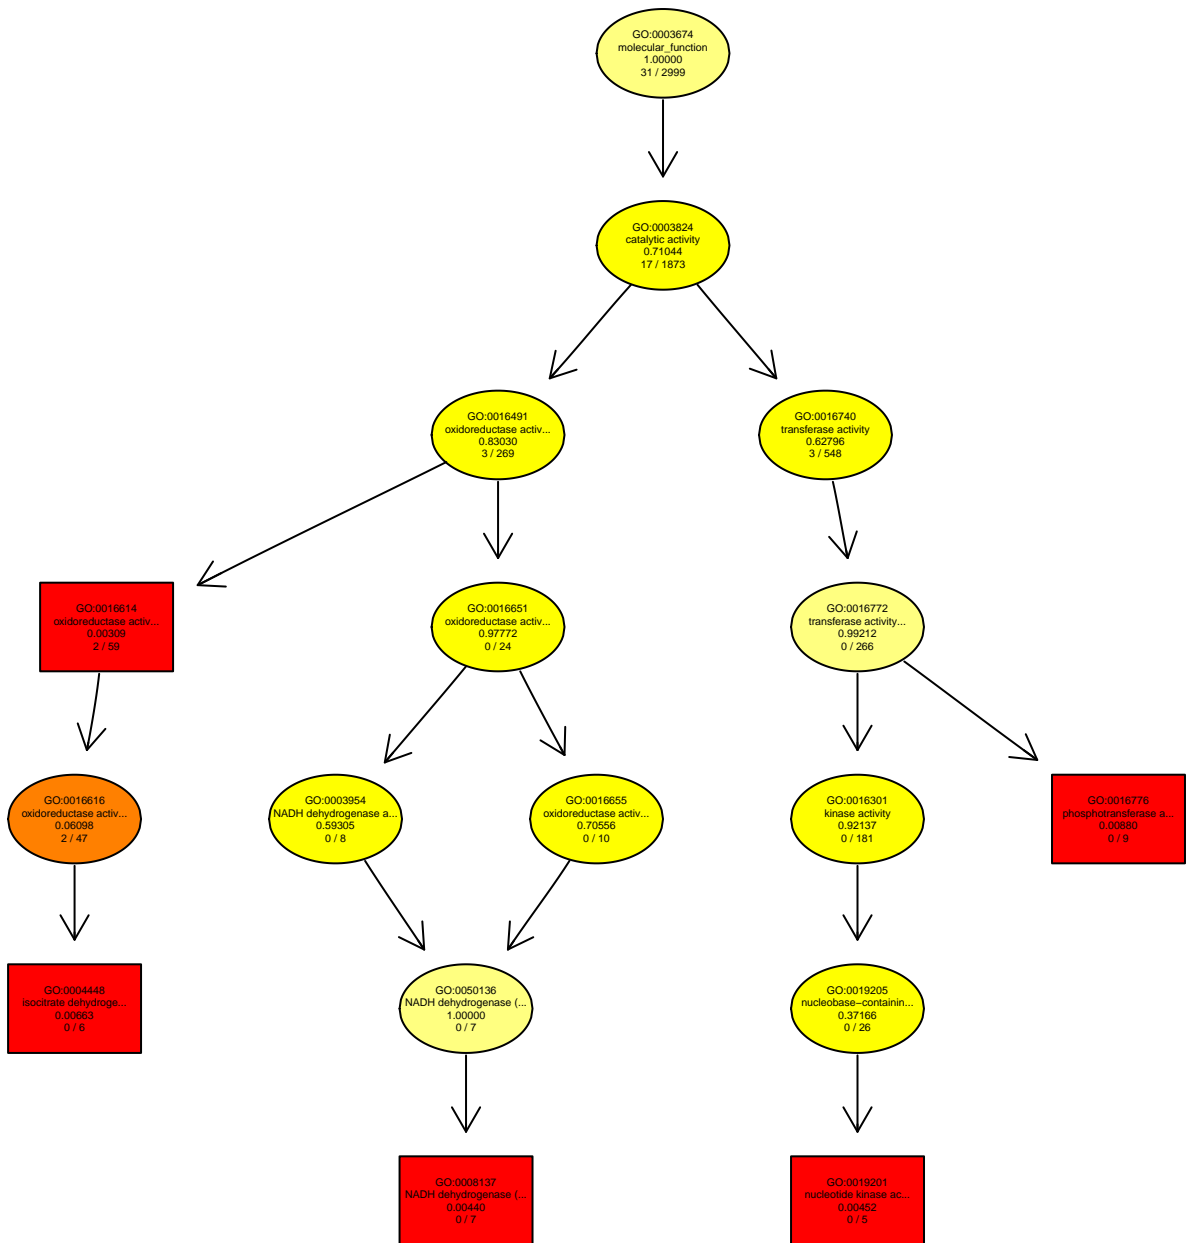 GO:0003674
molecular_function
1.00000
31 / 2999
GO:0003824
catalytic activity
0.71044
17 / 1873
GO:0016491
oxidoreductase activ...
0.83030
3 / 269
GO:0016740
transferase activity
0.62796
3 / 548
GO:0016614
oxidoreductase activ...
0.00309
2 / 59
GO:0016651
oxidoreductase activ...
0.97772
0 / 24
GO:0016772
transferase activity...
0.99212
0 / 266
GO:0016616
oxidoreductase activ...
0.06098
2 / 47
GO:0003954
NADH dehydrogenase a...
0.59305
0 / 8
GO:0016655
oxidoreductase activ...
0.70556
0 / 10
GO:0016301
kinase activity
0.92137
0 / 181
GO:0016776
phosphotransferase a...
0.00880
0 / 9
GO:0004448
isocitrate dehydroge...
0.00663
0 / 6
GO:0050136
NADH dehydrogenase (...
1.00000
0 / 7
GO:0019205
nucleobase−containin...
0.37166
0 / 26
GO:0008137
NADH dehydrogenase (...
0.00440
0 / 7
GO:0019201
nucleotide kinase ac...
0.00452
0 / 5